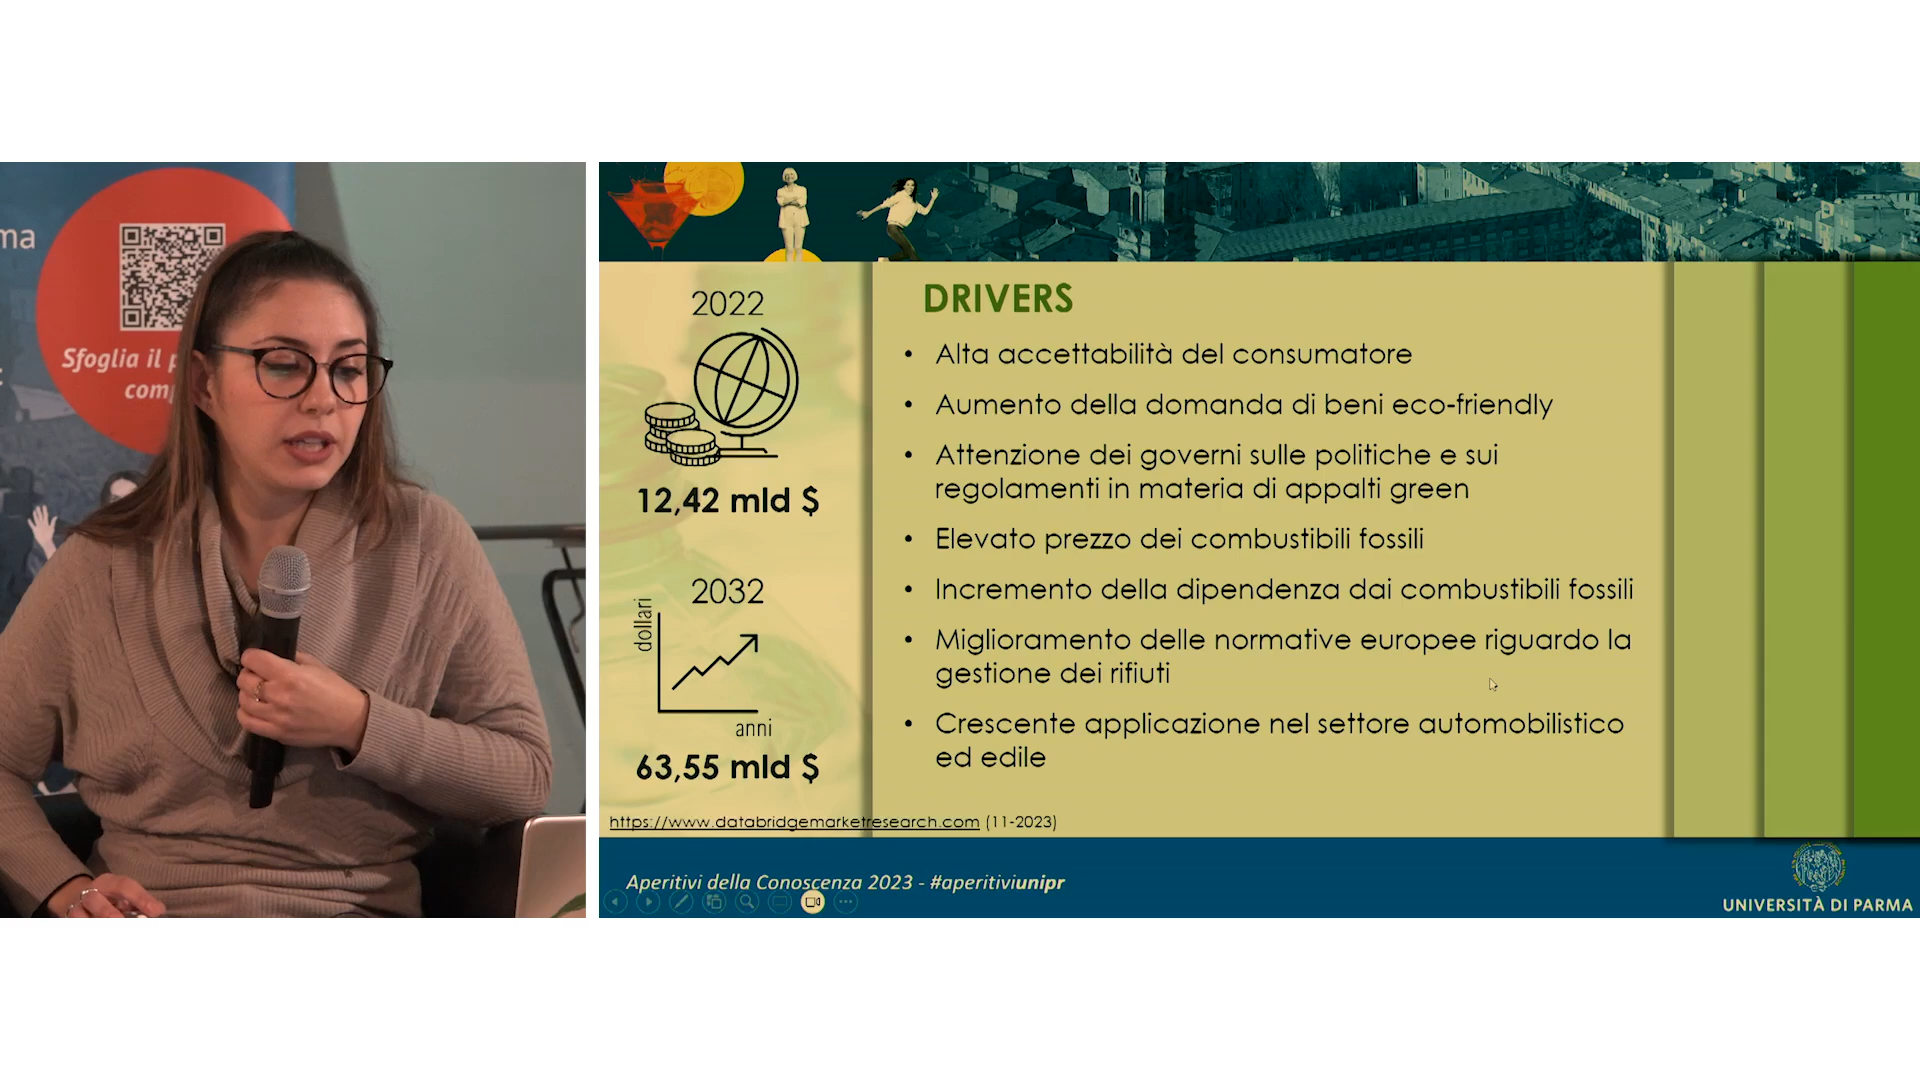 ma
Sfoglia il
2022
12,42 mld $
2032
dollari
anni
63,55 mld $
DRIVERS
• Alta accettabilità del consumatore
• Aumento della domanda di beni eco-friendly
• Attenzione dei governi sulle politiche e sui
regolamenti in materia di appalti green
• Elevato prezzo dei combustibili fossili
• Incremento della dipendenza dai combustibili fossili
• Miglioramento delle normative europee riguardo la
gestione dei rifiuti
• Crescente applicazione nel settore automobilistico
ed edile
https://www.databridgemarketresearch.com (11-2023)
Aperitivi della Conoscenza 2023 - #aperitiviunipr
UNIVERSITÀ DI PARMA